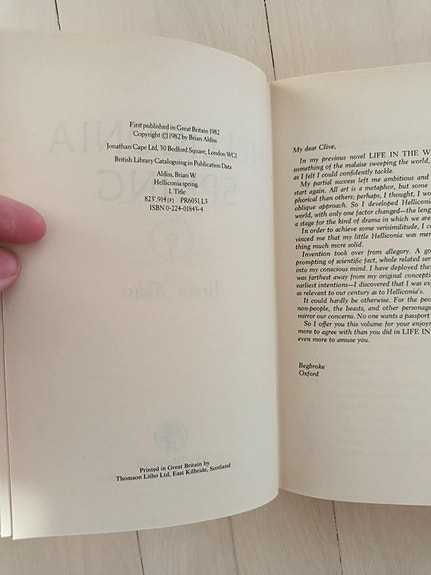 First published in Great Britain 1982
Copyright © 1982 by Brian Aldiss
Jonathan Cape Ltd, 30 Bedford Square, London WC1
British Library Cataloguing in Publication Data
Aldiss, Brian W.
Helliconia spring.
I. Title
823'.914[F] PR6051.L3
ISBN 0-224-01843-4
Printed in Great Britain by
Thomson Litho Ltd, East Kilbride, Scotland
My dear Clive,
In my previous novel LIFE IN THE W
something of the malaise sweeping the world,
as I felt I could confidently tackle.
My partial success left me ambitious and
start again. All art is a metaphor, but some
phorical than others; perhaps, I thought, I wo
oblique approach. So I developed Helliconi
world, with only one factor changed—the leng
a stage for the kind of drama in which we are
In order to achieve some verisimilitude, I c
vinced me that my little Helliconia was mer
thing much more solid.
Invention took over from allegory. A go
prompting of scientific fact, whole related ser
into my conscious mind. I have deployed these
was farthest away from my original concep
earliest intentions—I discovered that I was ex
as relevant to our century as to Helliconia's.
It could hardly be otherwise. For the peo
non-people, the beasts, and other personage
mirror our concerns. No one wants a passport
So I offer you this volume for your enjoym
more to agree with than you did in LIFE IN
even more to amuse you.
Begbroke
Oxford